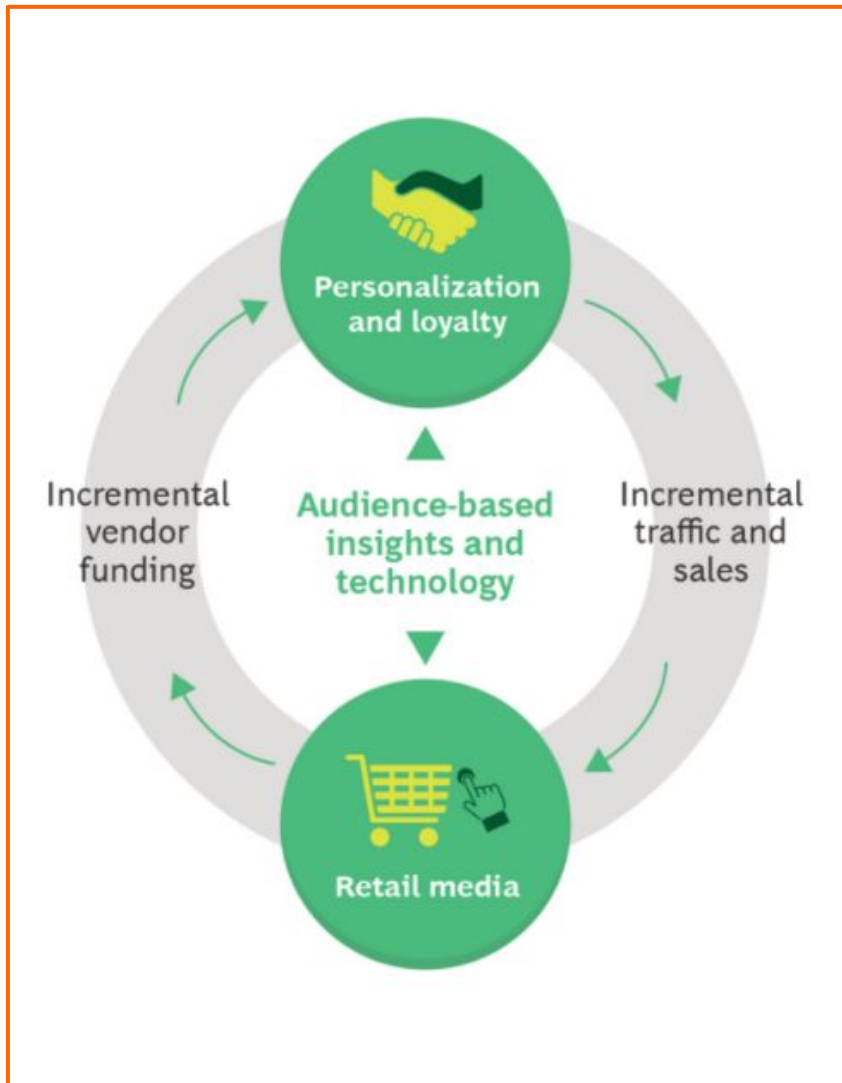 Personalization
and loyalty
Incremental
vendor
funding
Audience-based
insights and
technology
Incremental
traffic and
sales
Retail media